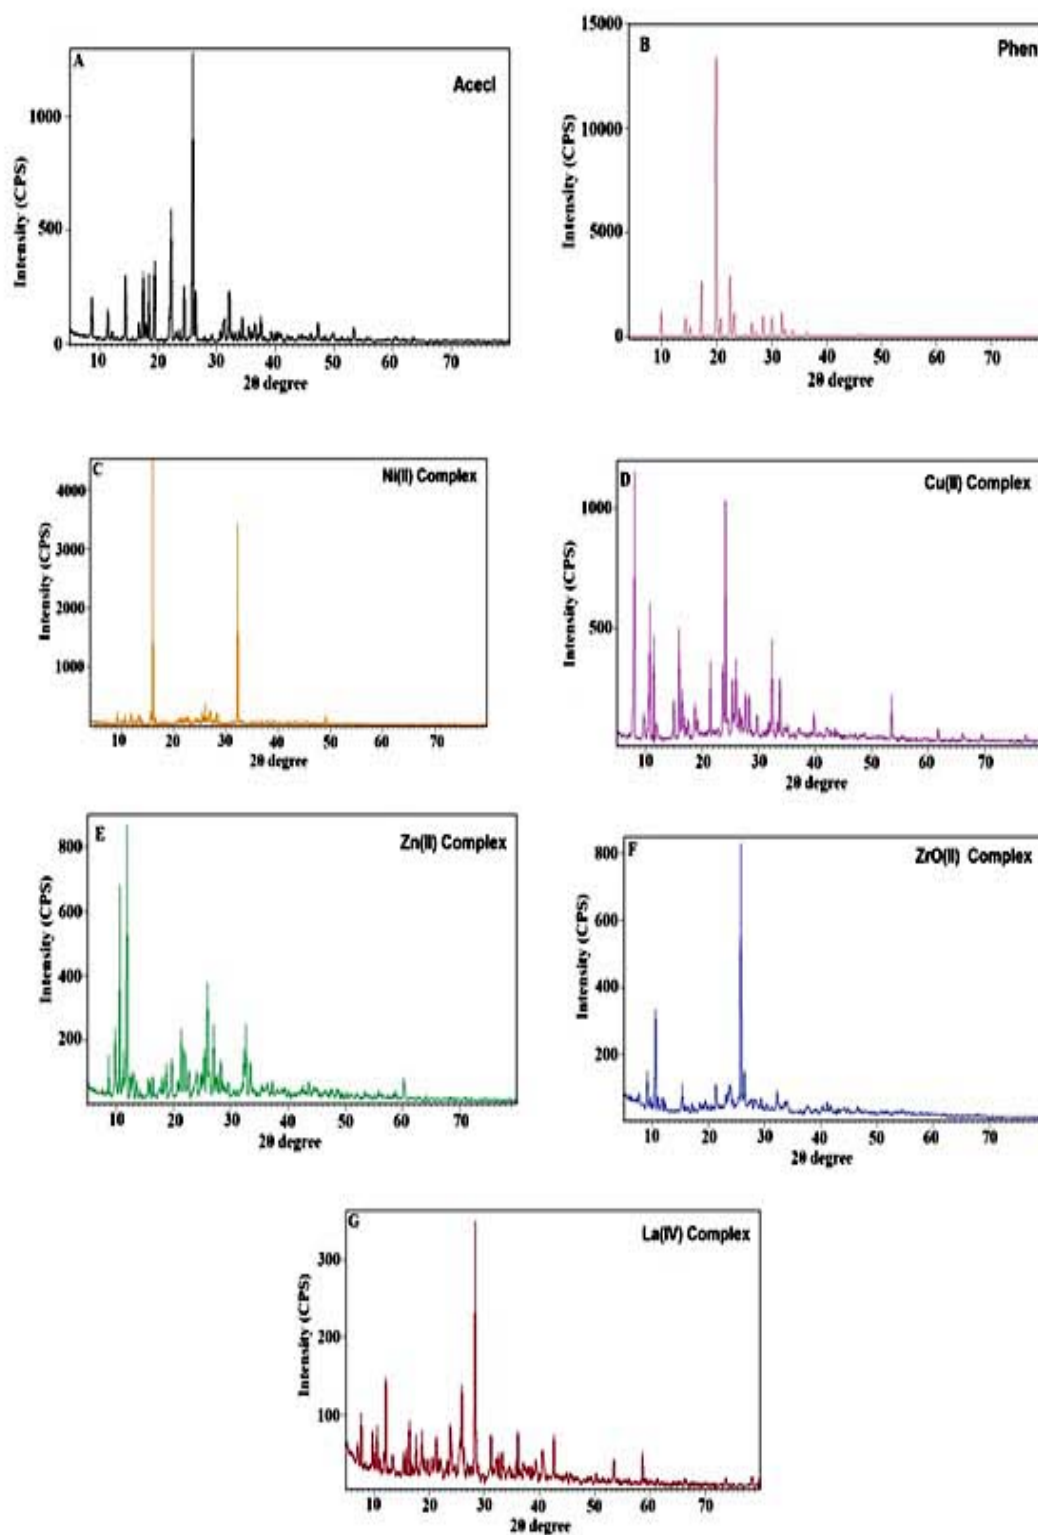 A
Acecl
1000
500
0
10 20 30 40 50 60 70
2θ degree
Intensity (CPS)
B
Phen
15000
10000
5000
0
10 20 30 40 50 60 70
2θ degree
Intensity (CPS)
C
Ni(II) Complex
4000
3000
2000
1000
10 20 30 40 50 60 70
2θ degree
Intensity (CPS)
D
Cu(II) Complex
1000
500
10 20 30 40 50 60 70
2θ degree
Intensity (CPS)
E
Zn(II) Complex
800
600
400
200
10 20 30 40 50 60 70
2θ degree
Intensity (CPS)
F
ZrO(II) Complex
800
600
400
200
10 20 30 40 50 60 70
2θ degree
Intensity (CPS)
G
La(IV) Complex
300
200
100
10 20 30 40 50 60 70
2θ degree
Intensity (CPS)